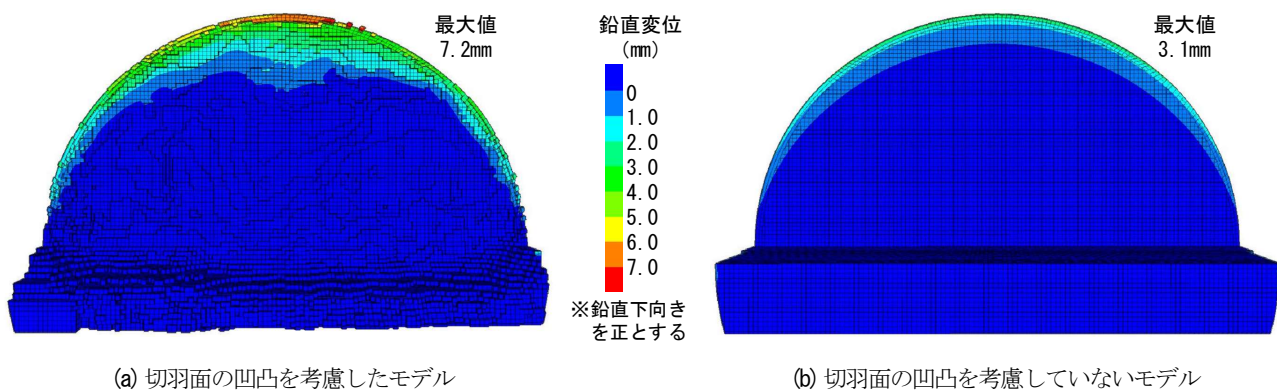 最大値
7.2mm
鉛直変位
(mm)
0
1.0
2.0
3.0
4.0
5.0
6.0
7.0
※鉛直下向き
を正とする
最大値
3.1mm
(a) 切羽面の凹凸を考慮したモデル
(b) 切羽面の凹凸を考慮していないモデル